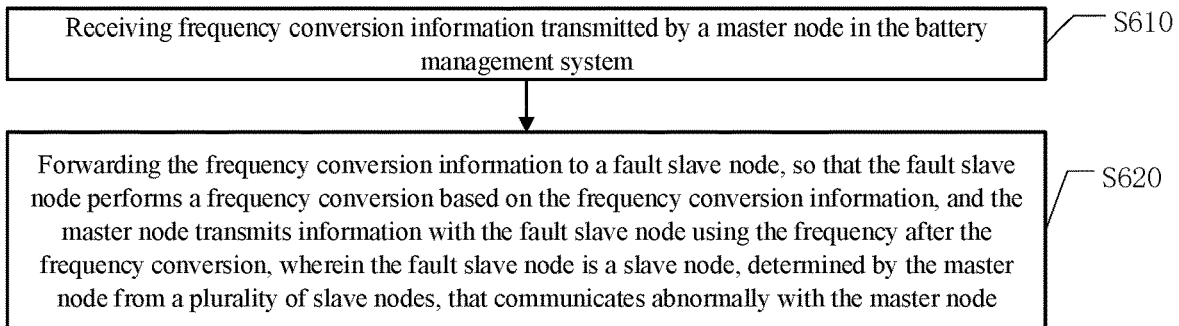 Receiving frequency conversion information transmitted by a master node in the battery
management system
S610
Forwarding the frequency conversion information to a fault slave node, so that the fault slave
node performs a frequency conversion based on the frequency conversion information, and the
master node transmits information with the fault slave node using the frequency after the
frequency conversion, wherein the fault slave node is a slave node, determined by the master
node from a plurality of slave nodes, that communicates abnormally with the master node
S620